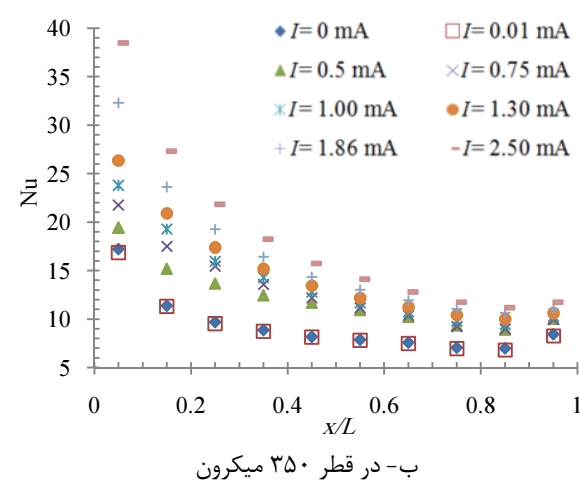 40
35
30
25
20
15
10
5
Nu
I= 0 mA
I= 0.01 mA
I= 0.5 mA
I= 0.75 mA
I= 1.00 mA
I= 1.30 mA
I= 1.86 mA
I= 2.50 mA
0 0.2 0.4 0.6 0.8 1
x/L
ب- در قطر ۳۵۰ میکرون